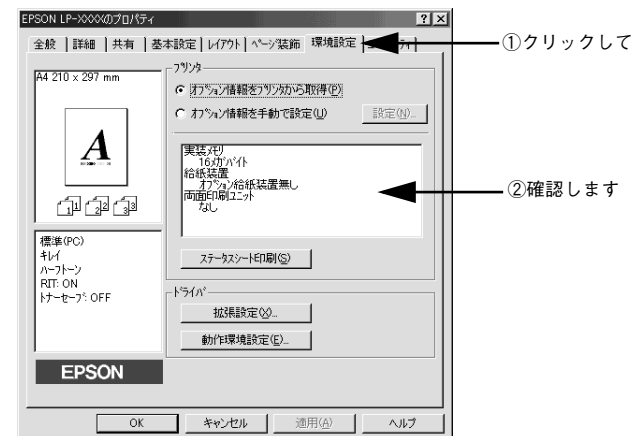 EPSON LP-XXXXのプロパティ
全般 詳細 共有 基本設定 レイアウト ページ装飾 環境設定
①クリックして
A4 210 x 297 mm
プリンタ
オプション情報をプリンタから取得(P)
オプション情報を手動で設定(U)
設定(N)...
A
実装メモリ
16メガバイト
給紙装置
オプション給紙装置無し
両面印刷ユニット
なし
②確認します
1 1 2 2 3 3
標準(PC)
キレイ
ハーフトーン
RIT: ON
トナーセーブ: OFF
ステータスシート印刷(S)
ドライバ
拡張設定(X)...
動作環境設定(E)...
EPSON
OK キャンセル 適用(A) ヘルプ